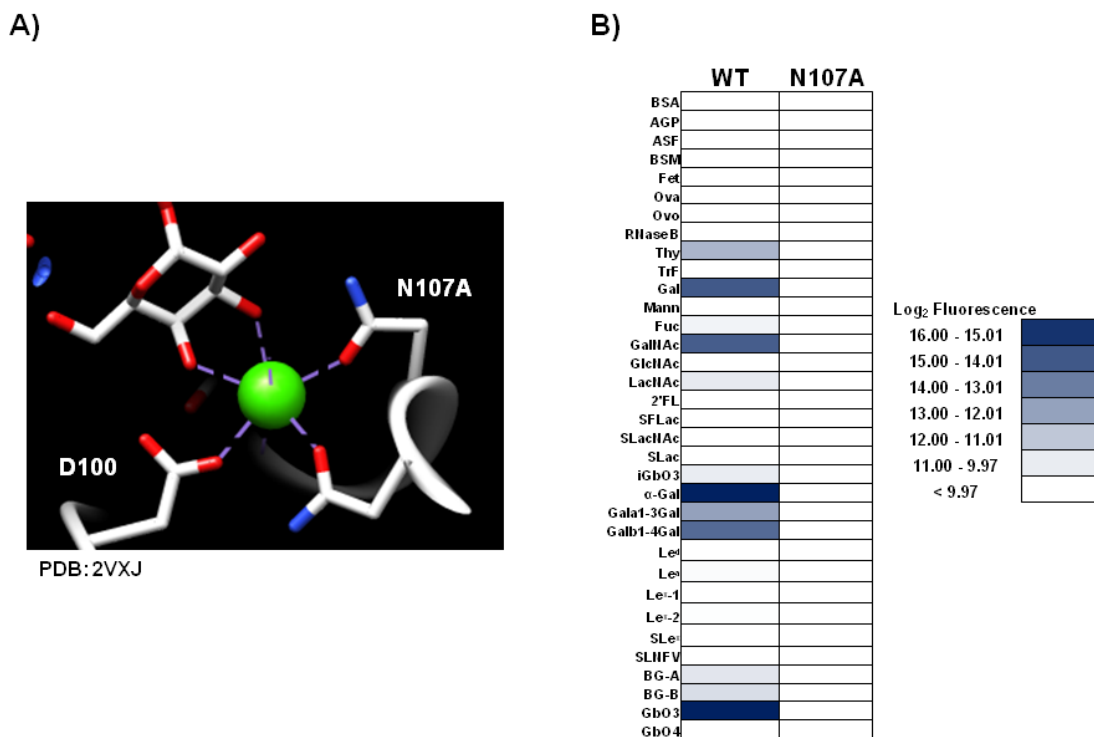 A)
N107A
D100
PDB: 2VXJ
B)
WT N107A
BSA
AGP
ASF
BSM
Fet
Ova
Ovo
RNaseB
Thy
TrF
Gal
Mann
Fuc
GalNAc
GlcNAc
LacNAc
2'FL
SFLac
SLacNAc
SLac
iGbO3
α-Gal
Gala1-3Gal
Galb1-4Gal
Leᵈ
Leᵃ
Leˣ-1
Leˣ-2
SLeˣ
SLNFV
BG-A
BG-B
GbO3
GbO4
Log₂ Fluorescence
16.00 - 15.01
15.00 - 14.01
14.00 - 13.01
13.00 - 12.01
12.00 - 11.01
11.00 - 9.97
< 9.97